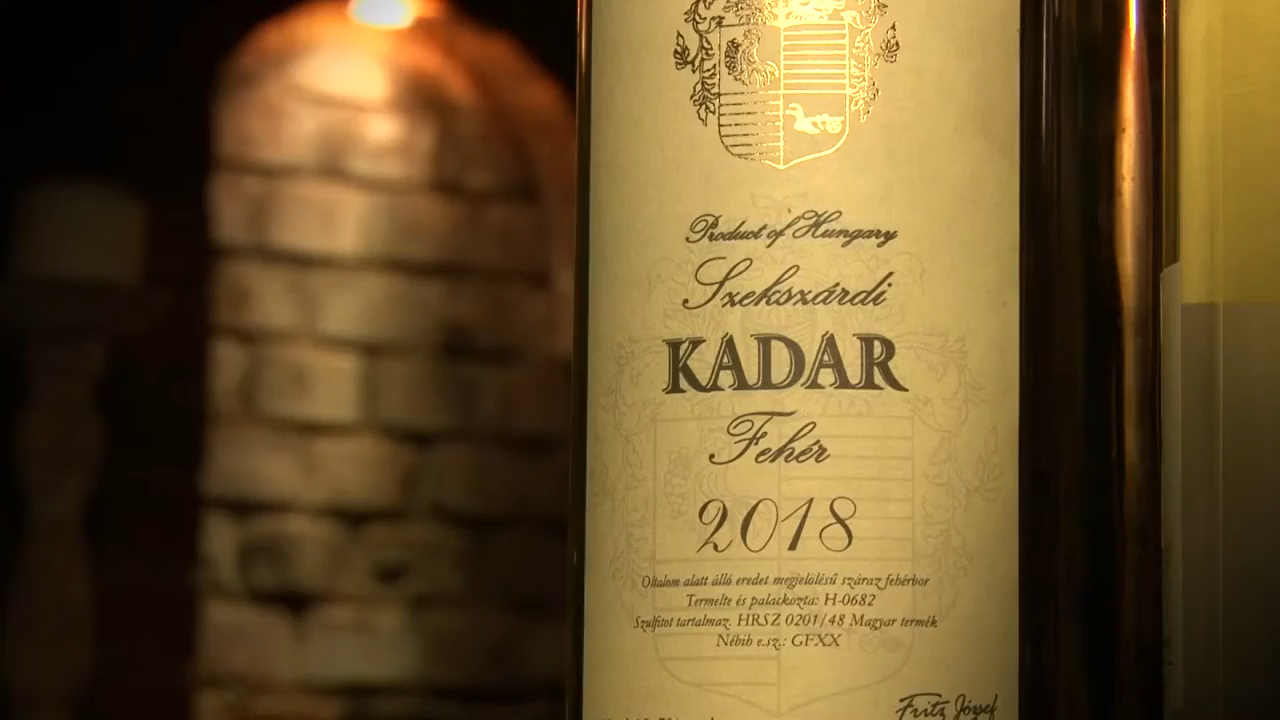 Product of Hungary
Szekszárdi
KADAR
Fehér
2018
Oltalom alatt álló eredet megjelölésű száraz fehérbor
Termelte és palackozta: H-0682
Szulfitot tartalmaz. HRSZ 0201/48 Magyar termék
Nébih e.sz.: GFXX
Fritz József